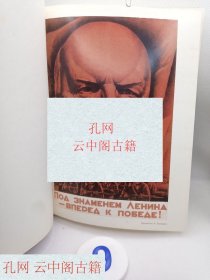 孔网
云中阁古籍
ПОД ЗНАМЕНЕМ ЛЕНИНА
—ВПЕРЕД К ПОБЕДЕ!
孔网 云中阁古籍